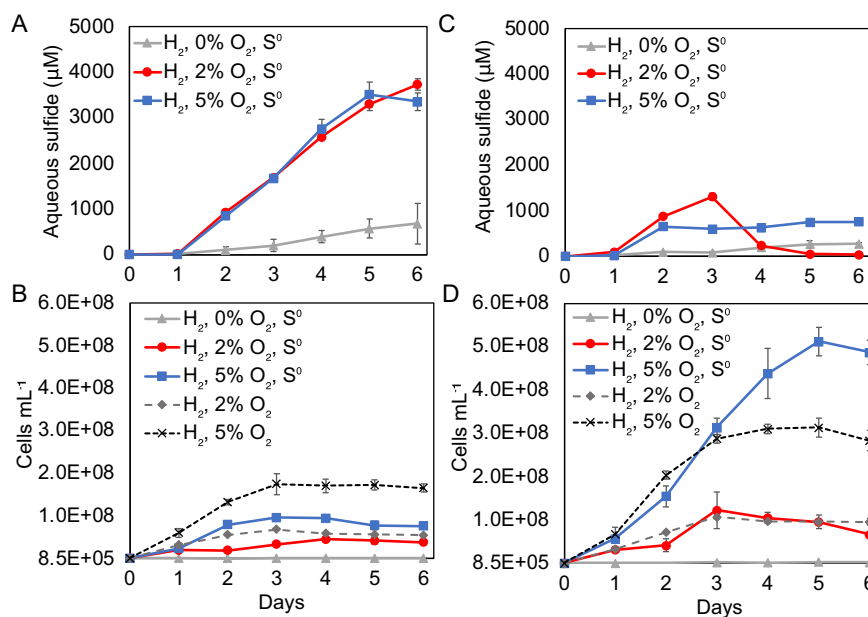 A
Aqueous sulfide (µM)
5000
4000
3000
2000
1000
0
H₂, 0% O₂, S⁰
H₂, 2% O₂, S⁰
H₂, 5% O₂, S⁰
0 1 2 3 4 5 6
C
Aqueous sulfide (µM)
5000
4000
3000
2000
1000
0
H₂, 0% O₂, S⁰
H₂, 2% O₂, S⁰
H₂, 5% O₂, S⁰
0 1 2 3 4 5 6
B
Cells mL⁻¹
6.0E+08
5.0E+08
4.0E+08
3.0E+08
2.0E+08
1.0E+08
8.5E+05
H₂, 0% O₂, S⁰
H₂, 2% O₂, S⁰
H₂, 5% O₂, S⁰
H₂, 2% O₂
H₂, 5% O₂
0 1 2 3 4 5 6
Days
D
Cells mL⁻¹
6.0E+08
5.0E+08
4.0E+08
3.0E+08
2.0E+08
1.0E+08
8.5E+05
H₂, 0% O₂, S⁰
H₂, 2% O₂, S⁰
H₂, 5% O₂, S⁰
H₂, 2% O₂
H₂, 5% O₂
0 1 2 3 4 5 6
Days